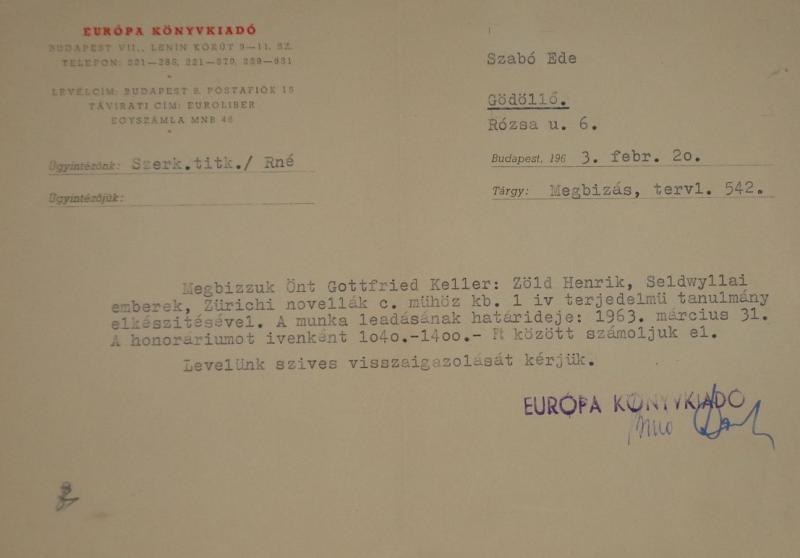 EURÓPA KÖNYVKIADÓ
BUDAPEST VII., LENIN KÖRÚT 9—11. SZ.
TELEFON: 221—285, 221—370, 229—631
LEVÉLCÍM: BUDAPEST 8, POSTAFIÓK 15
TÁVIRATI CÍM: EUROLIBER
EGYSZÁMLA MNB 46
Ügyintézőnk: Szerk.titk./ Rné
Ügyintézőjük:
Szabó Ede
Gödöllő.
Rózsa u. 6.
Budapest, 196 3. febr. 2o.
Tárgy: Megbizás, tervl. 542.
Megbizzuk Önt Gottfried Keller: Zöld Henrik, Seldwyllai
emberek, Zürichi novellák c. műhöz kb. 1 iv terjedelmü tanulmány
elkészitésével. A munka leadásának határideje: 1963. március 31.
A honoráriumot ivenként 1o4o.-14oo.- Ft között számoljuk el.
Levelünk szives visszaigazolását kérjük.
EURÓPA KÖNYVKIADÓ